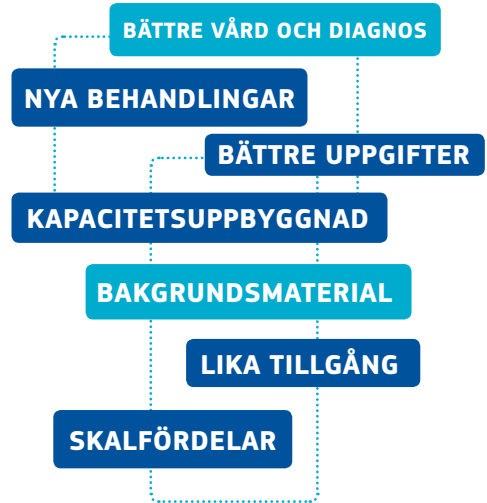 BÄTTRE VÅRD OCH DIAGNOS
NYA BEHANDLINGAR
BÄTTRE UPPGIFTER
KAPACITETSUPPBYGGNAD
BAKGRUNDSMATERIAL
LIKA TILLGÅNG
SKALFÖRDELAR